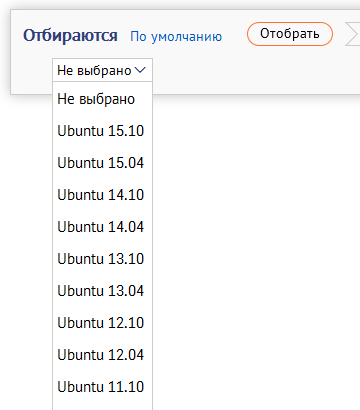 Отбираются По умолчанию Отобрать
Не выбрано
Не выбрано
Ubuntu 15.10
Ubuntu 15.04
Ubuntu 14.10
Ubuntu 14.04
Ubuntu 13.10
Ubuntu 13.04
Ubuntu 12.10
Ubuntu 12.04
Ubuntu 11.10